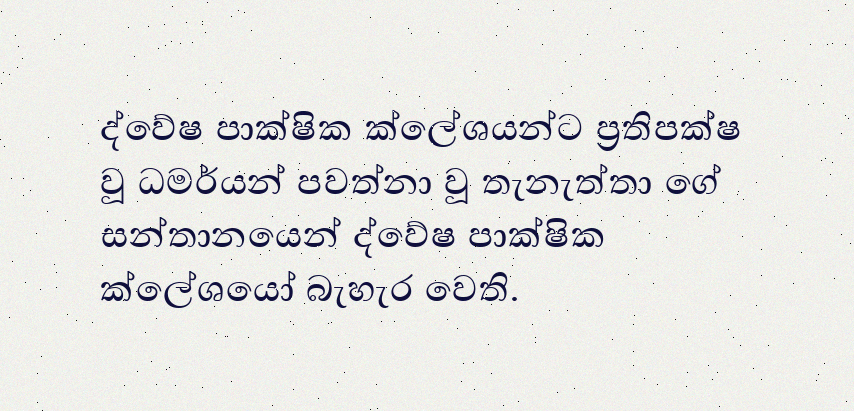 ද්වේෂ පාක්ෂික ක්ලේශයන්ට ප්‍රතිපක්ෂ
වූ ධමර්යන් පවත්නා වූ තැනැත්තා ගේ
සන්තානයෙන් ද්වේෂ පාක්ෂික
ක්ලේශයෝ බැහැර වෙති.